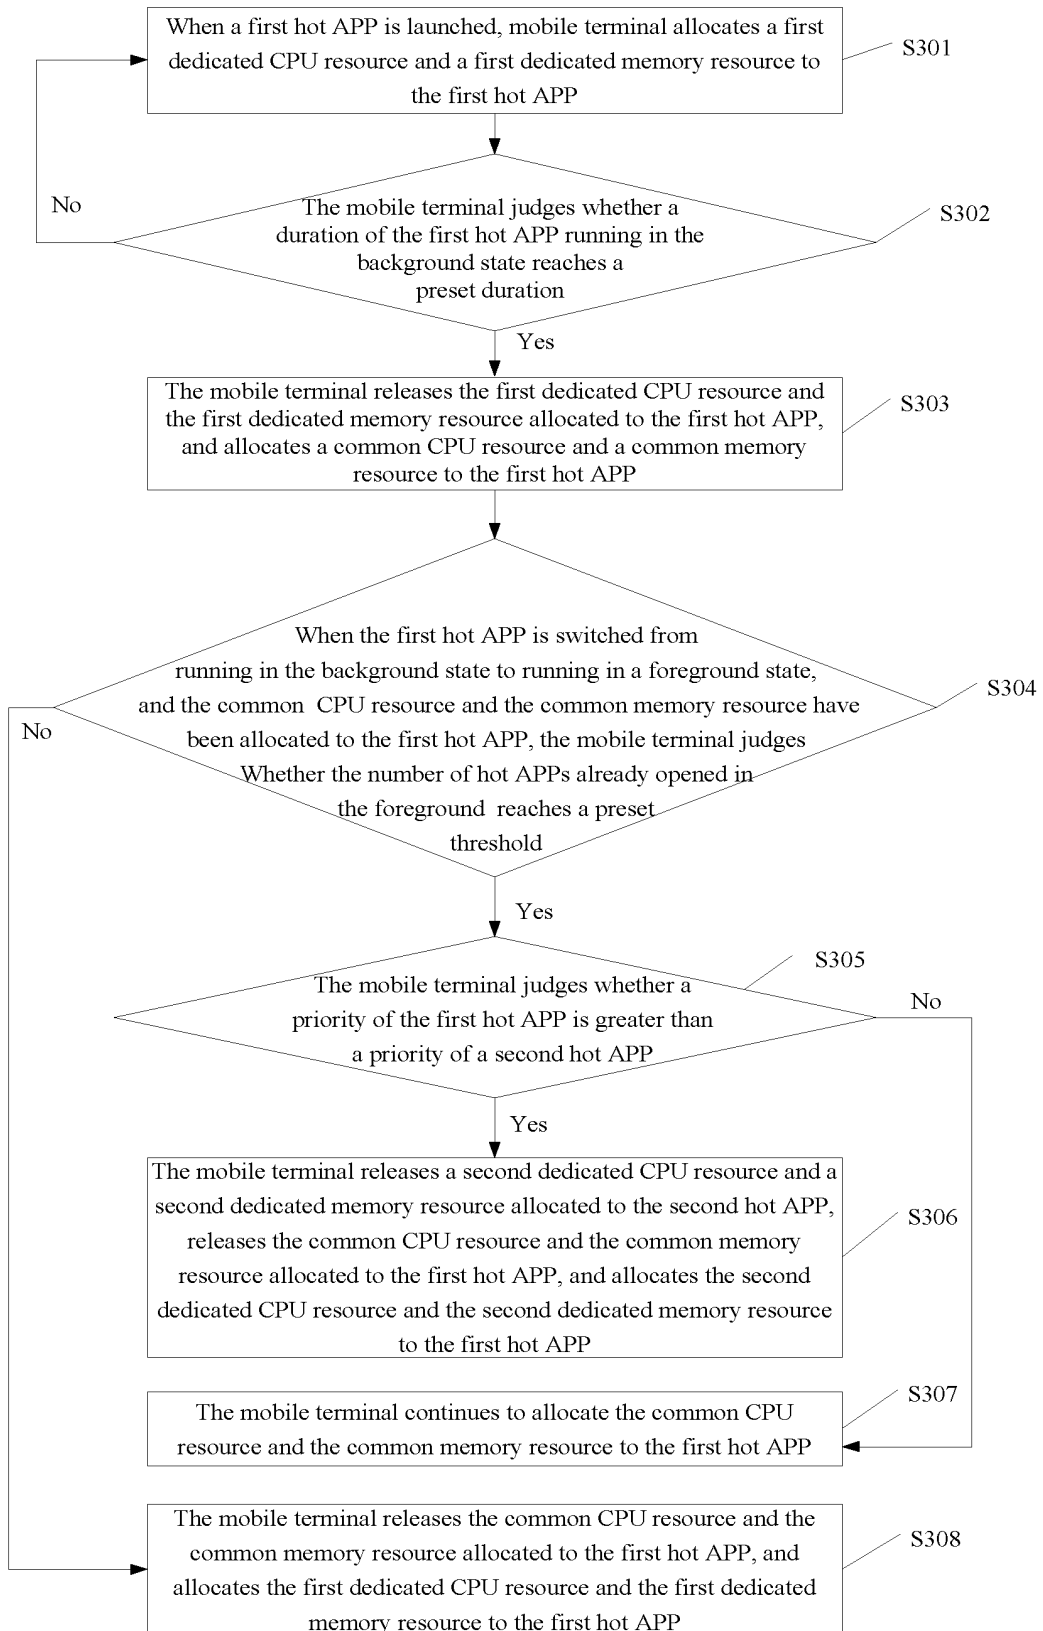 When a first hot APP is launched, mobile terminal allocates a first
dedicated CPU resource and a first dedicated memory resource to
the first hot APP
S301
No
The mobile terminal judges whether a
duration of the first hot APP running in the
background state reaches a
preset duration
S302
Yes
The mobile terminal releases the first dedicated CPU resource and
the first dedicated memory resource allocated to the first hot APP,
and allocates a common CPU resource and a common memory
resource to the first hot APP
S303
When the first hot APP is switched from
running in the background state to running in a foreground state,
and the common CPU resource and the common memory resource have
been allocated to the first hot APP, the mobile terminal judges
Whether the number of hot APPs already opened in
the foreground reaches a preset
threshold
S304
No
Yes
The mobile terminal judges whether a
priority of the first hot APP is greater than
a priority of a second hot APP
S305
No
Yes
The mobile terminal releases a second dedicated CPU resource and a
second dedicated memory resource allocated to the second hot APP,
releases the common CPU resource and the common memory
resource allocated to the first hot APP, and allocates the second
dedicated CPU resource and the second dedicated memory resource
to the first hot APP
S306
The mobile terminal continues to allocate the common CPU
resource and the common memory resource to the first hot APP
S307
The mobile terminal releases the common CPU resource and the
common memory resource allocated to the first hot APP, and
allocates the first dedicated CPU resource and the first dedicated
memory resource to the first hot APP
S308